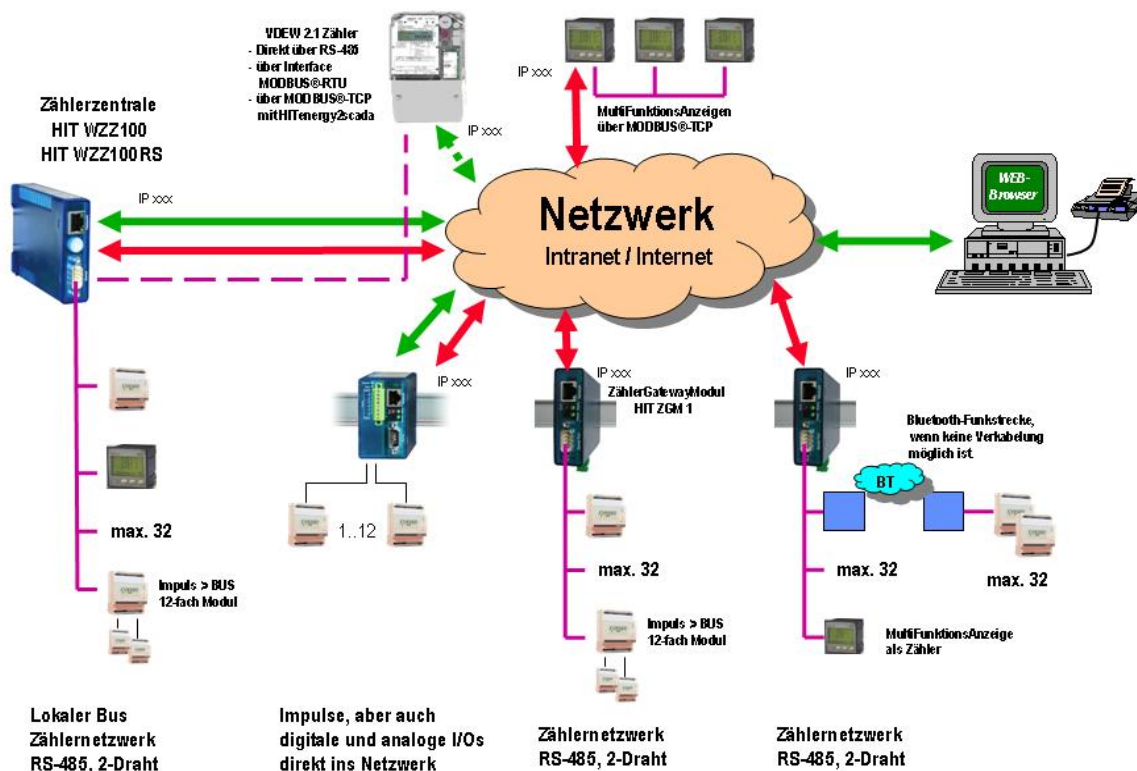 VDEW 2.1 Zähler
- Direkt über RS-485
- über Interface
MODBUS®-RTU
- über MODBUS®-TCP
mit HITenergy2scada
IP xxx
MultiFunktionsAnzeigen
über MODBUS®-TCP
IP xxx
Zählerzentrale
HIT WZZ100
HIT WZZ100RS
IP xxx
Netzwerk
Intranet / Internet
WEB-
Browser
IP xxx
1..12
IP xxx
ZählerGatewayModul
HIT ZGM 1
IP xxx
Bluetooth-Funkstrecke,
wenn keine Verkabelung
möglich ist.
BT
max. 32
max. 32
max. 32
max. 32
Impuls > BUS
12-fach Modul
Impuls > BUS
12-fach Modul
MultiFunktionsAnzeige
als Zähler
Lokaler Bus
Zählernetzwerk
RS-485, 2-Draht
Impulse, aber auch
digitale und analoge I/Os
direkt ins Netzwerk
Zählernetzwerk
RS-485, 2-Draht
Zählernetzwerk
RS-485, 2-Draht